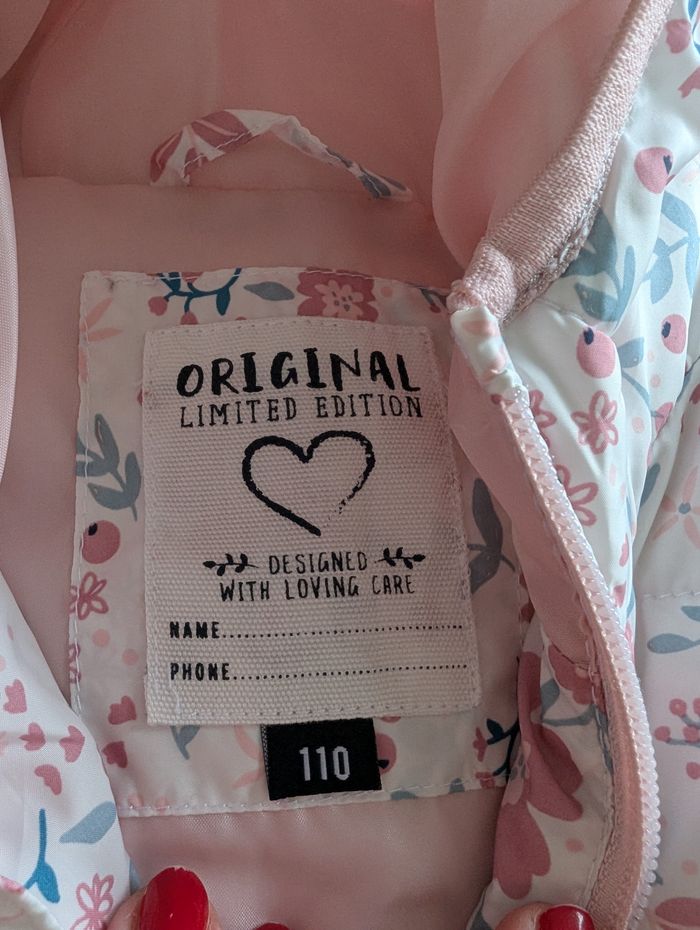 ORIGINAL
LIMITED EDITION
DESIGNED
WITH LOVING CARE
NAME..............................................
PHONE..............................................
110